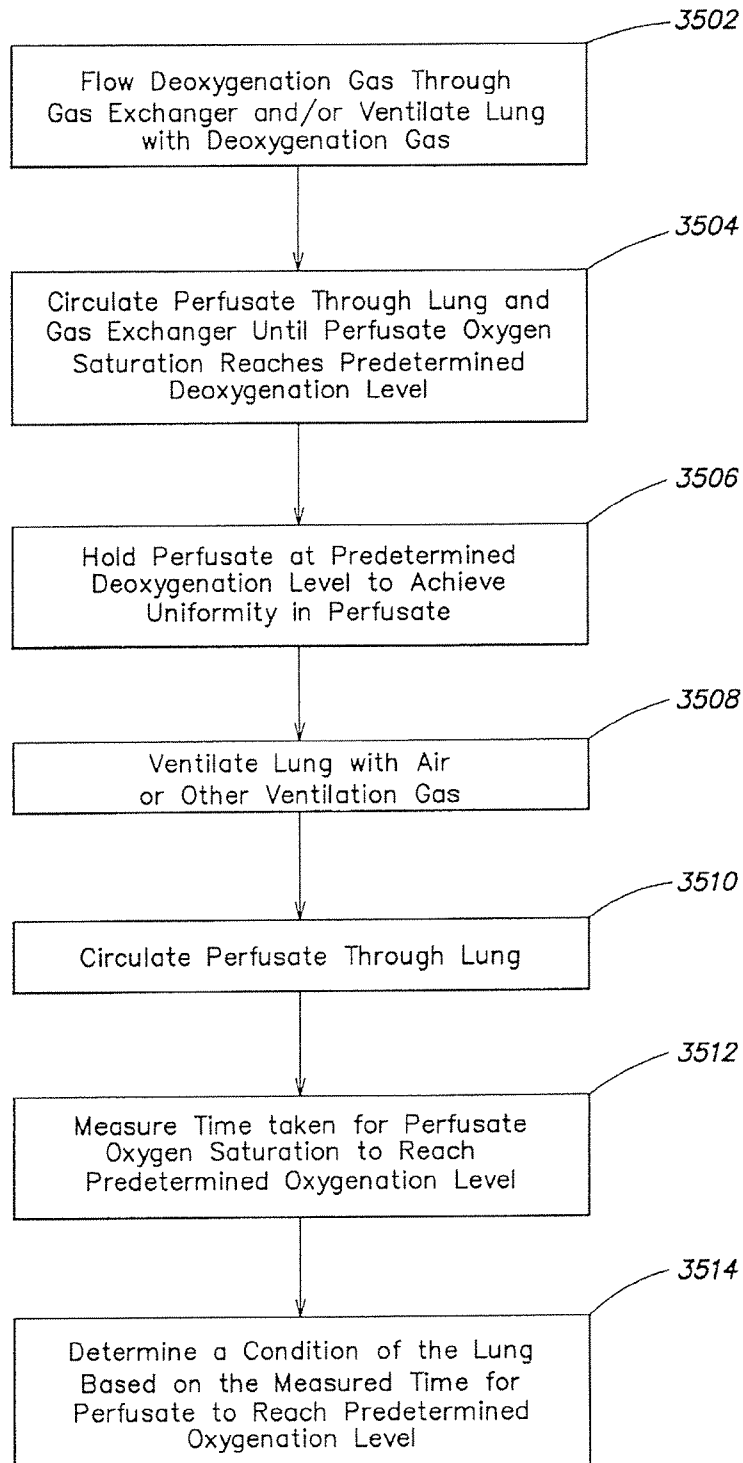 3502
Flow Deoxygenation Gas Through
Gas Exchanger and/or Ventilate Lung
with Deoxygenation Gas
3504
Circulate Perfusate Through Lung and
Gas Exchanger Until Perfusate Oxygen
Saturation Reaches Predetermined
Deoxygenation Level
3506
Hold Perfusate at Predetermined
Deoxygenation Level to Achieve
Uniformity in Perfusate
3508
Ventilate Lung with Air
or Other Ventilation Gas
3510
Circulate Perfusate Through Lung
3512
Measure Time taken for Perfusate
Oxygen Saturation to Reach
Predetermined Oxygenation Level
3514
Determine a Condition of the Lung
Based on the Measured Time for
Perfusate to Reach Predetermined
Oxygenation Level